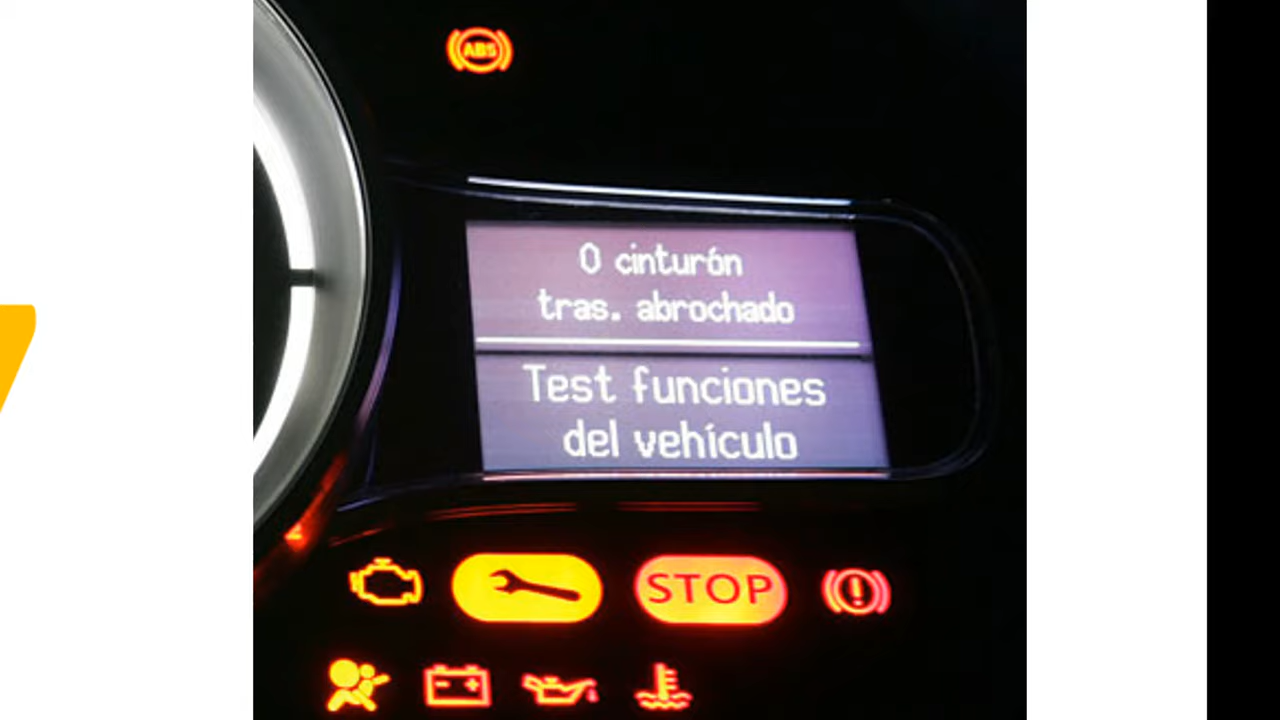 ABS
0 cinturón
tras. abrochado
Test funciones
del vehículo
STOP